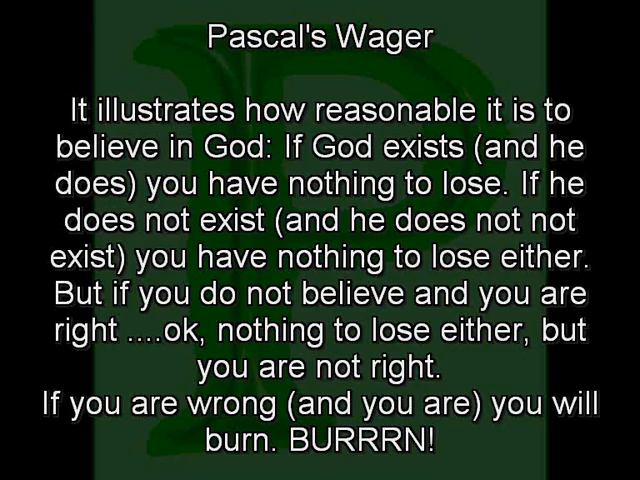 Pascal's Wager
It illustrates how reasonable it is to
believe in God: If God exists (and he
does) you have nothing to lose. If he
does not exist (and he does not not
exist) you have nothing to lose either.
But if you do not believe and you are
right ....ok, nothing to lose either, but
you are not right.
If you are wrong (and you are) you will
burn. BURRRN!